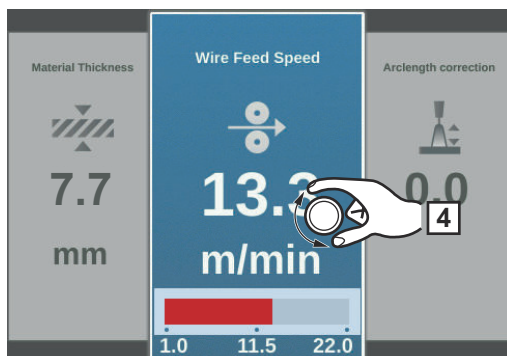 Material Thickness
7.7
mm
Wire Feed Speed
13.3
m/min
1.0 11.5 22.0
Arclength correction
0.0
4